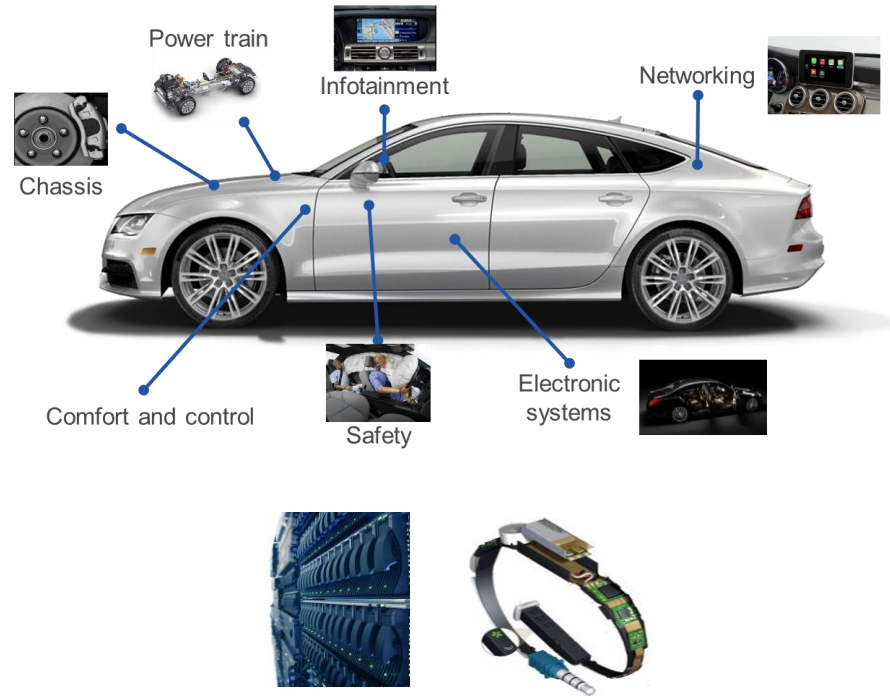 Power train
Infotainment
Networking
Chassis
Comfort and control
Safety
Electronic
systems